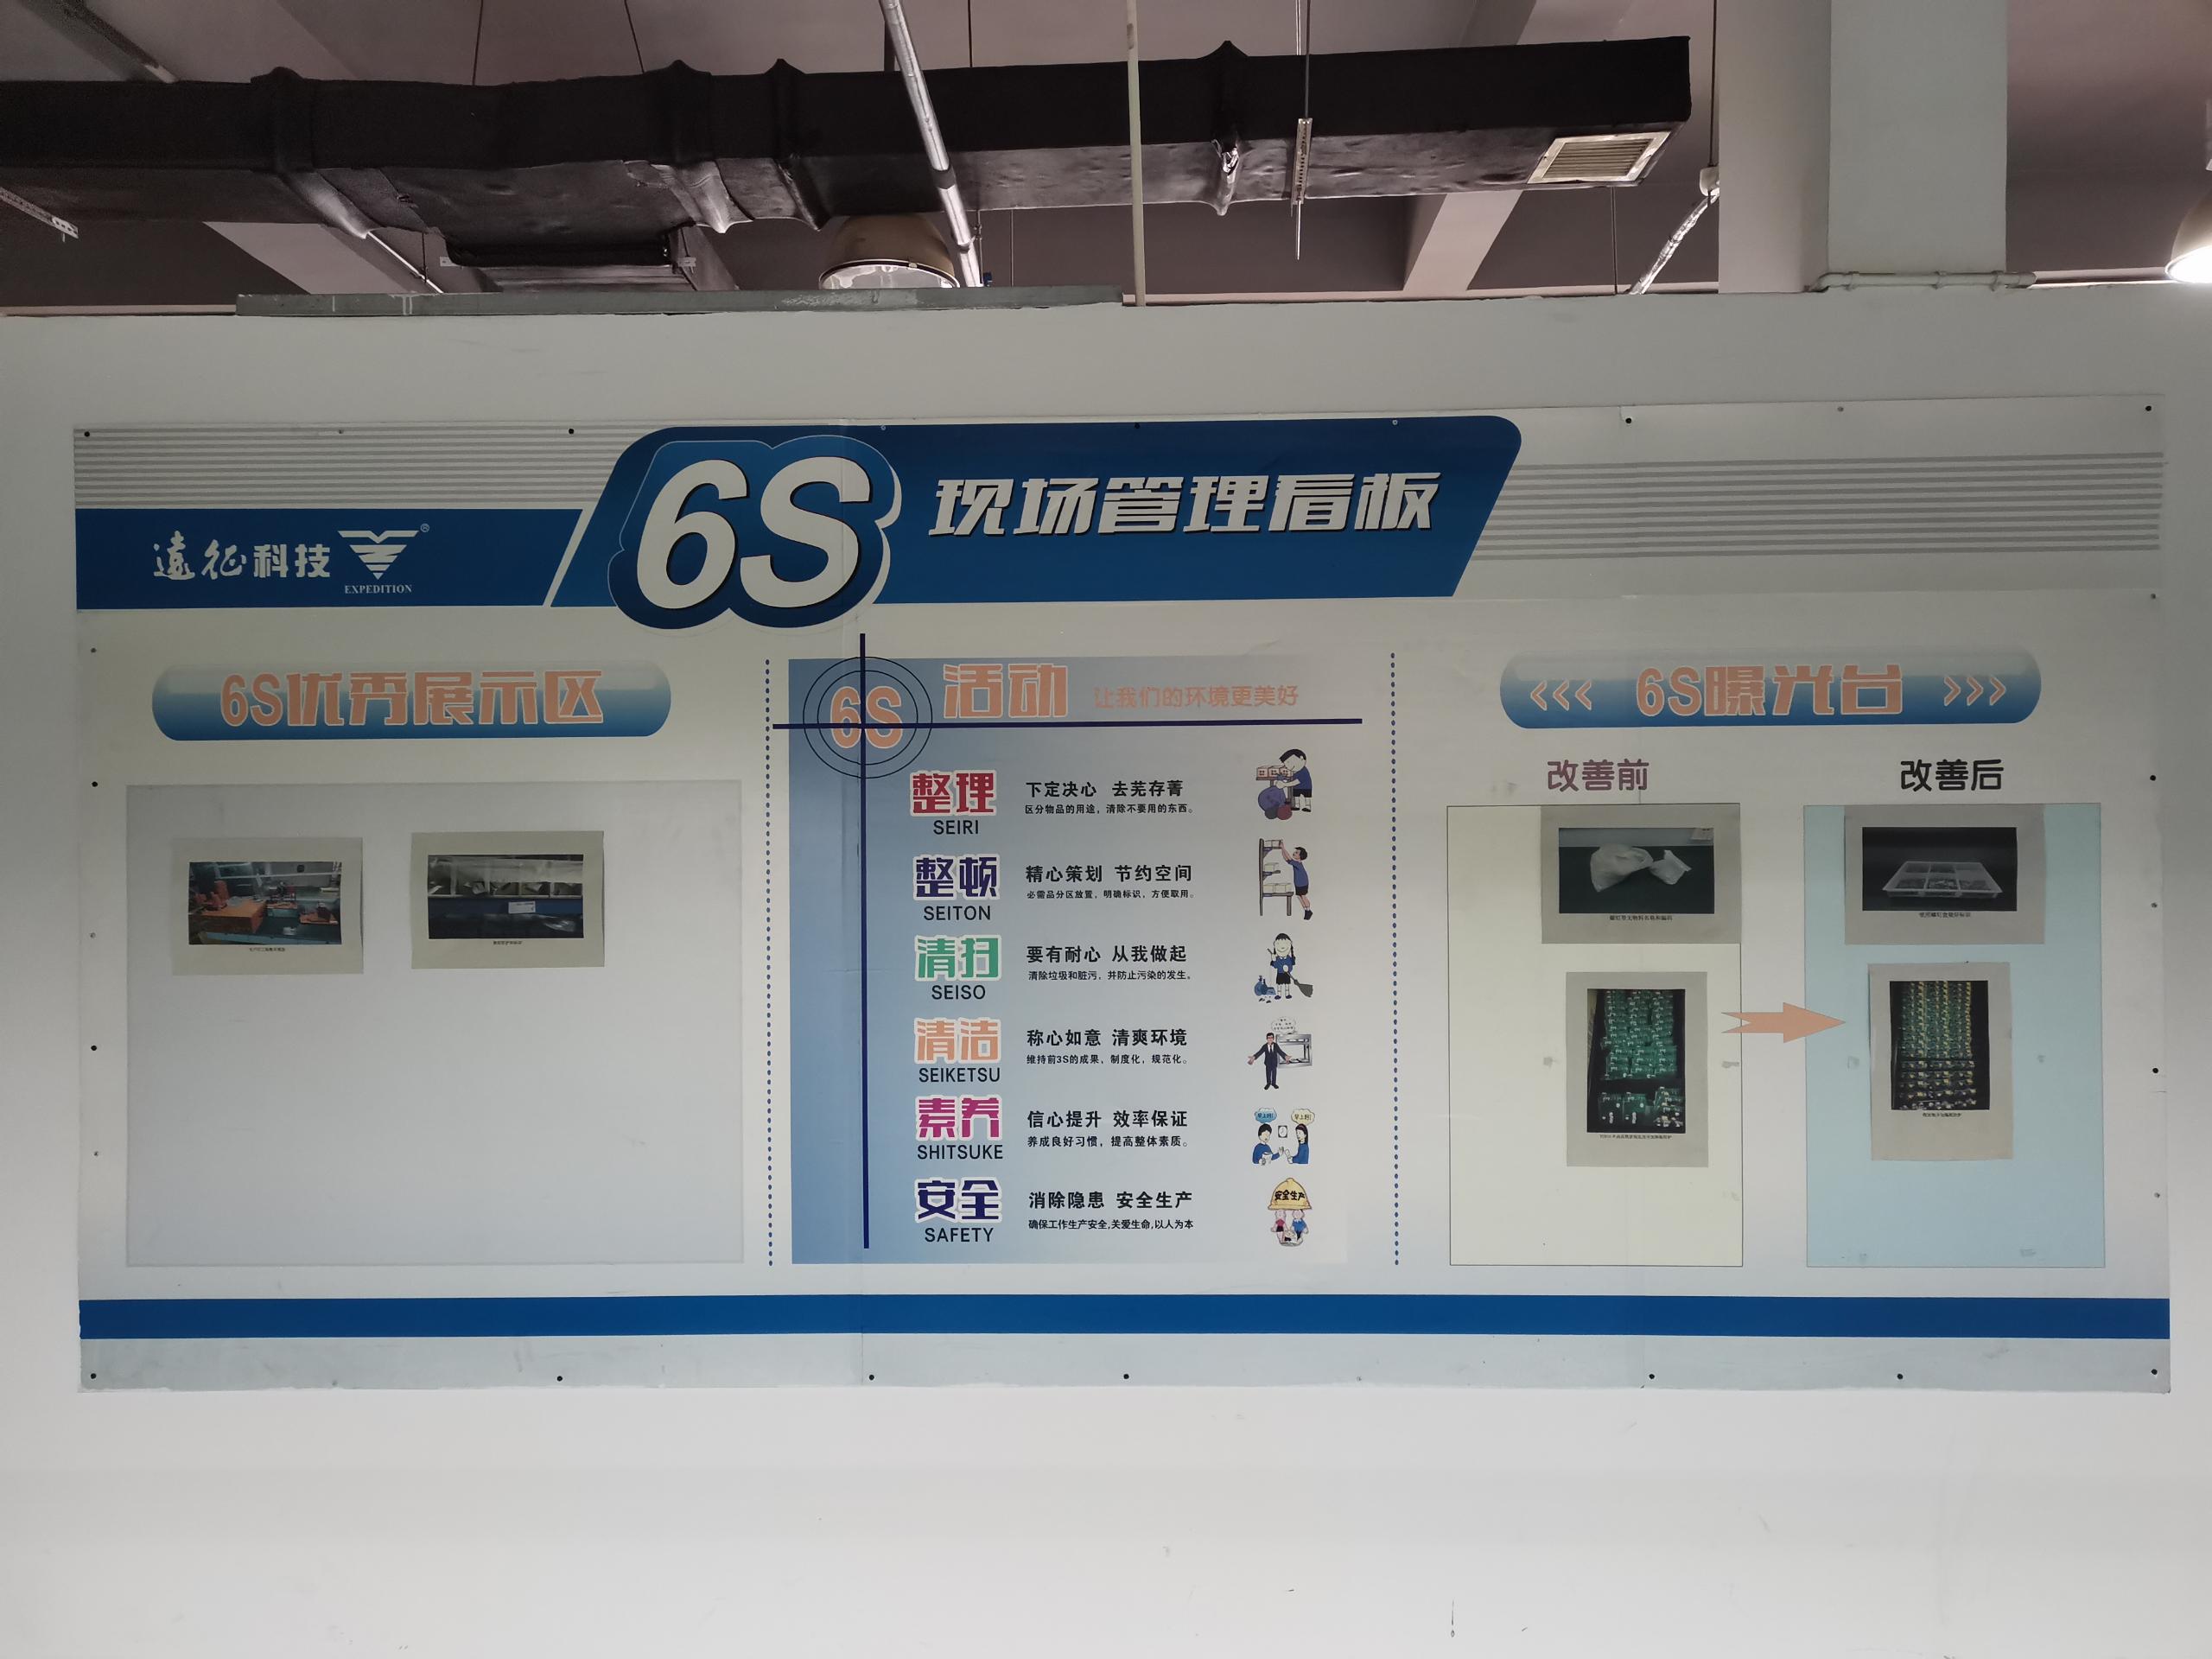 6S 现场管理看板
遠征科技
®
EXPEDITION
6S优秀展示区
6S 活动 让我们的环境更美好
整理
SEIRI
下定决心 去芜存菁
区分物品的用途，清除不要用的东西。
整顿
SEITON
精心策划 节约空间
必需品分区放置，明确标识，方便取用。
清扫
SEISO
要有耐心 从我做起
清除垃圾和脏污，并防止污染的发生。
清洁
SEIKETSU
称心如意 清爽环境
维持前3S的成果、制度化，规范化。
素养
SHITSUKE
信心提升 效率保证
养成良好习惯，提高整体素质。
早上好!
早上好!
安全
SAFETY
消除隐患 安全生产
确保工作生产安全,关爱生命,以人为本
安全生产
<<< 6S曝光台 >>>
改善前
改善后